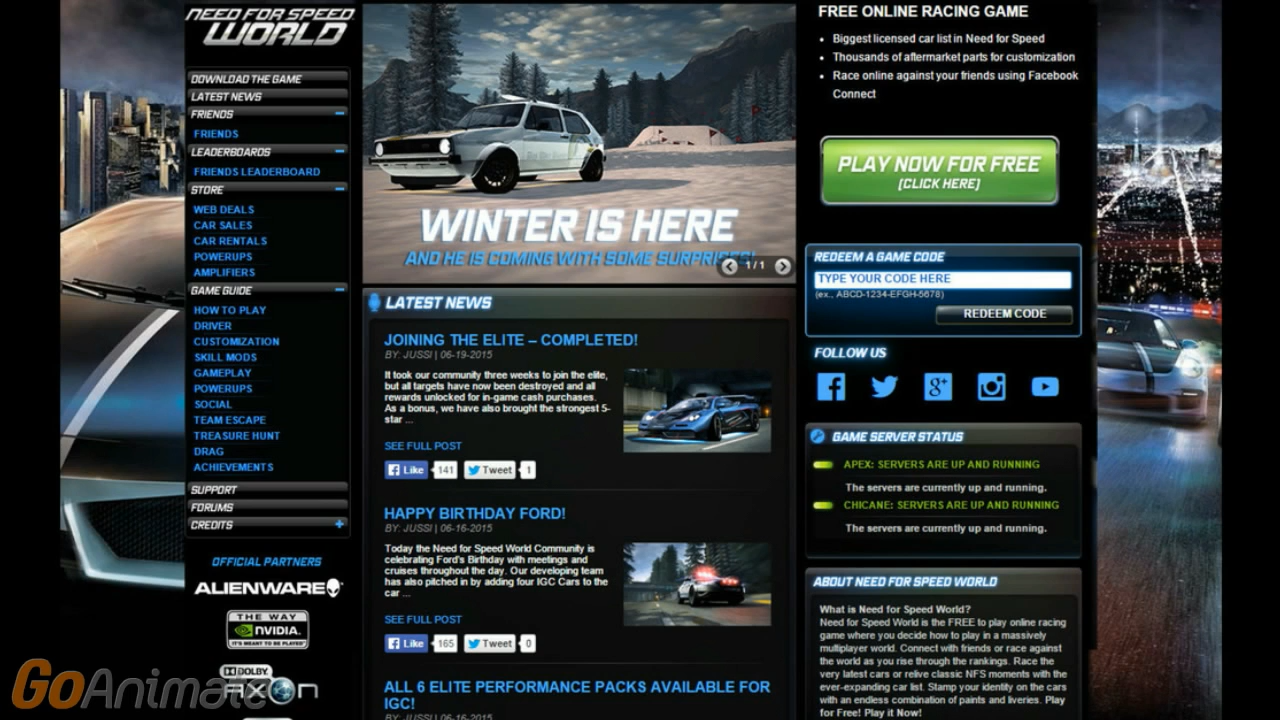 NEED FOR SPEED
WORLD
DOWNLOAD THE GAME
LATEST NEWS
FRIENDS
FRIENDS
LEADERBOARDS
FRIENDS LEADERBOARD
STORE
WEB DEALS
CAR SALES
CAR RENTALS
POWERUPS
AMPLIFIERS
GAME GUIDE
HOW TO PLAY
DRIVER
CUSTOMIZATION
SKILL MODS
GAMEPLAY
POWERUPS
SOCIAL
TEAM ESCAPE
TREASURE HUNT
DRAG
ACHIEVEMENTS
SUPPORT
FORUMS
CREDITS
OFFICIAL PARTNERS
ALIENWARE
THE WAY
NVIDIA.
IT'S MEANT TO BE PLAYED
DOLBY
AXON
GoAnimate
WINTER IS HERE
AND HE IS COMING WITH SOME SURPRISES!
1/1
LATEST NEWS
JOINING THE ELITE – COMPLETED!
BY: JUSSI | 06-19-2015
It took our community three weeks to join the elite,
but all targets have now been destroyed and all
rewards unlocked for in-game cash purchases.
As a bonus, we have also brought the strongest 5-
star ...
SEE FULL POST
Like 141 Tweet 1
HAPPY BIRTHDAY FORD!
BY: JUSSI | 06-16-2015
Today the Need for Speed World Community is
celebrating Ford's Birthday with meetings and
cruises throughout the day. Our developing team
has also pitched in by adding four IGC Cars to the
car ...
SEE FULL POST
Like 165 Tweet 0
ALL 6 ELITE PERFORMANCE PACKS AVAILABLE FOR
IGC!
BY: JUSSI | 06-16-2015
FREE ONLINE RACING GAME
Biggest licensed car list in Need for Speed
Thousands of aftermarket parts for customization
Race online against your friends using Facebook
Connect
PLAY NOW FOR FREE
(CLICK HERE)
REDEEM A GAME CODE
TYPE YOUR CODE HERE
(ex., ABCD-1234-EFGH-5678)
REDEEM CODE
FOLLOW US
GAME SERVER STATUS
APEX: SERVERS ARE UP AND RUNNING
The servers are currently up and running.
CHICANE: SERVERS ARE UP AND RUNNING
The servers are currently up and running.
ABOUT NEED FOR SPEED WORLD
What is Need for Speed World?
Need for Speed World is the FREE to play online racing
game where you decide how to play in a massively
multiplayer world. Connect with friends or race against
the world as you rise through the rankings. Race the
very latest cars or relive classic NFS moments with the
ever-expanding car list. Stamp your identity on the cars
with an endless combination of paints and liveries. Play
for Free! Play it Now!